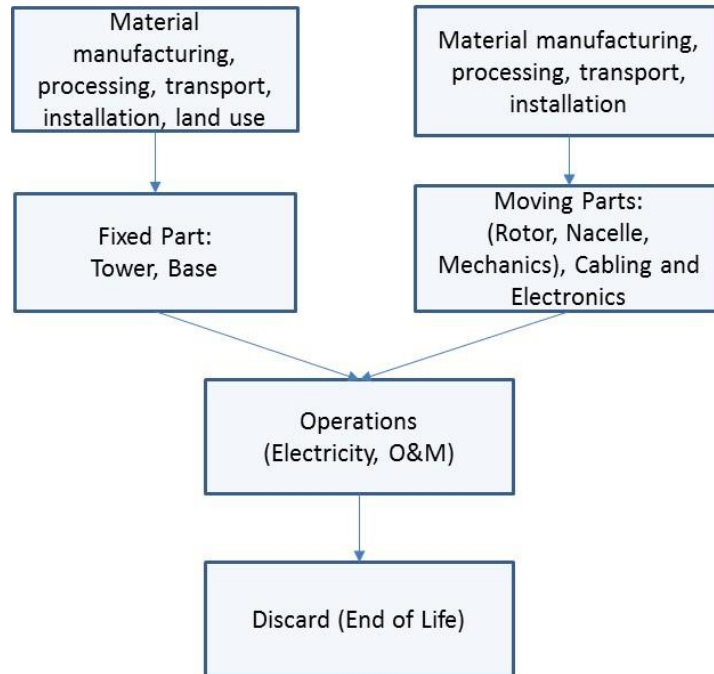 Material
manufacturing,
processing, transport,
installation, land use
Material manufacturing,
processing, transport,
installation
Fixed Part:
Tower, Base
Moving Parts:
(Rotor, Nacelle,
Mechanics), Cabling and
Electronics
Operations
(Electricity, O&M)
Discard (End of Life)